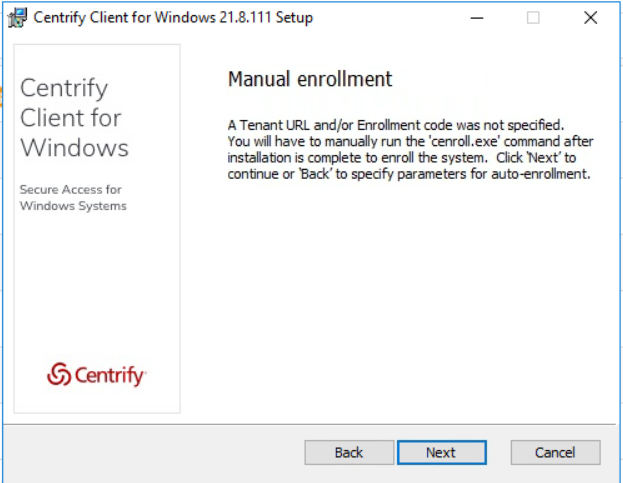 Centrify Client for Windows 21.8.111 Setup
Centrify
Client for
Windows
Secure Access for
Windows Systems
Centrify
Manual enrollment
A Tenant URL and/or Enrollment code was not specified.
You will have to manually run the 'cenroll.exe' command after
installation is complete to enroll the system. Click 'Next' to
continue or 'Back' to specify parameters for auto-enrollment.
Back
Next
Cancel